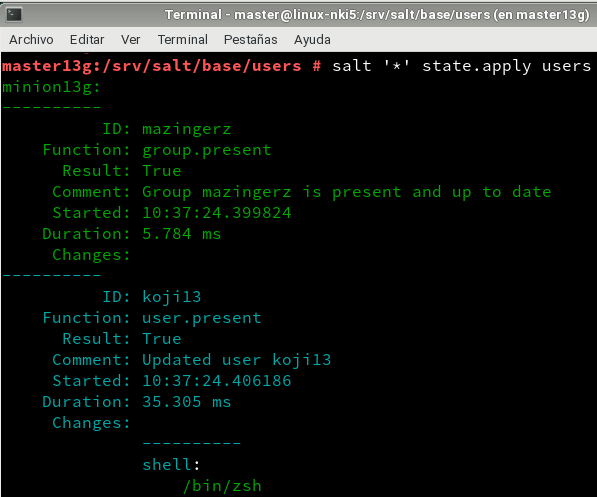 Terminal - master@linux-nki5:/srv/salt/base/users (en master13g)
Archivo Editar Ver Terminal Pestañas Ayuda
master13g:/srv/salt/base/users # salt '*' state.apply users
minion13g:
----------
ID: mazingerz
Function: group.present
Result: True
Comment: Group mazingerz is present and up to date
Started: 10:37:24.399824
Duration: 5.784 ms
Changes:
----------
ID: koji13
Function: user.present
Result: True
Comment: Updated user koji13
Started: 10:37:24.406186
Duration: 35.305 ms
Changes:
----------
shell:
/bin/zsh